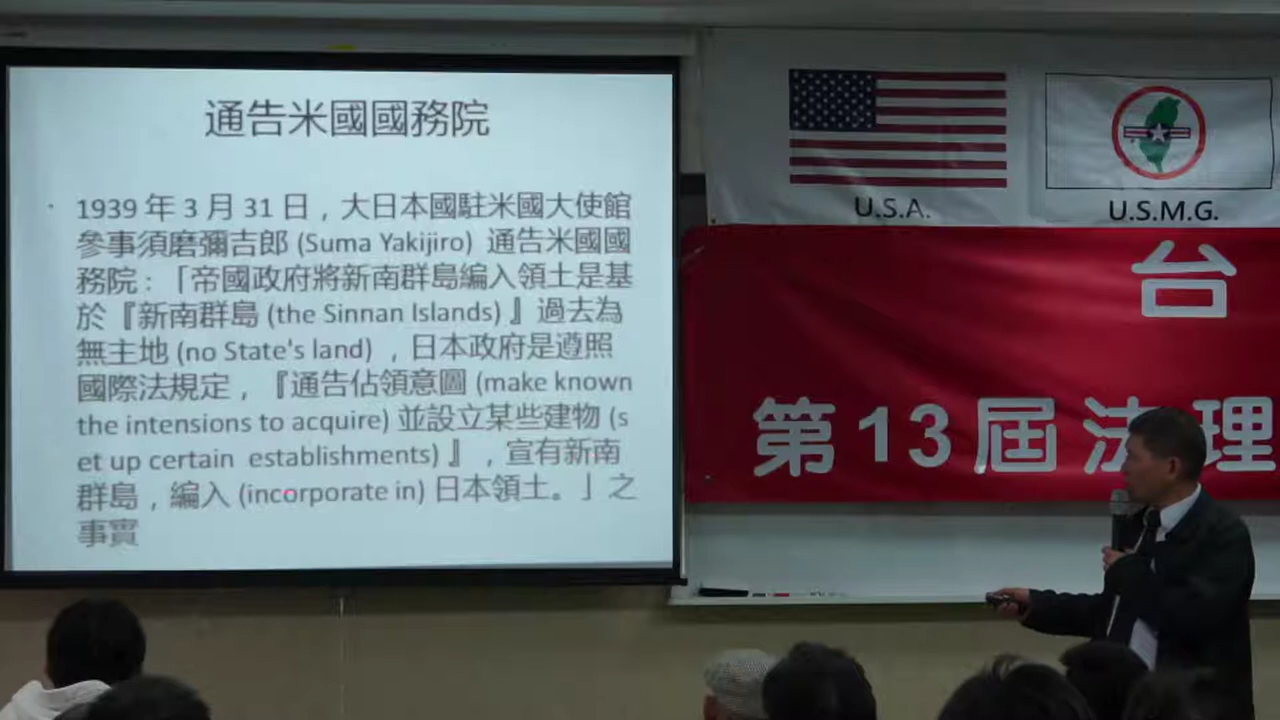 通告米國國務院
• 1939 年 3 月 31 日，大日本國駐米國大使館
參事須磨彌吉郎 (Suma Yakijiro) 通告米國國
務院：「帝國政府將新南群島編入領土是基
於『新南群島 (the Sinnan Islands) 』過去為
無主地 (no State's land) ，日本政府是遵照
國際法規定，『通告佔領意圖 (make known
the intensions to acquire) 並設立某些建物 (s
et up certain establishments) 』，宣有新南
群島，編入 (incorporate in) 日本領土。」之
事實
U.S.A.
U.S.M.G.
台
第13屆法理